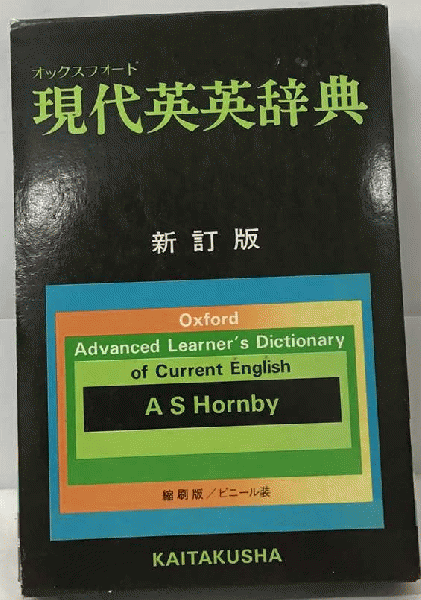 オックスフォード
現代英英辞典
新訂版
Oxford
Advanced Learner's Dictionary
of Current English
A S Hornby
縮刷版/ビニール装
KAITAKUSHA